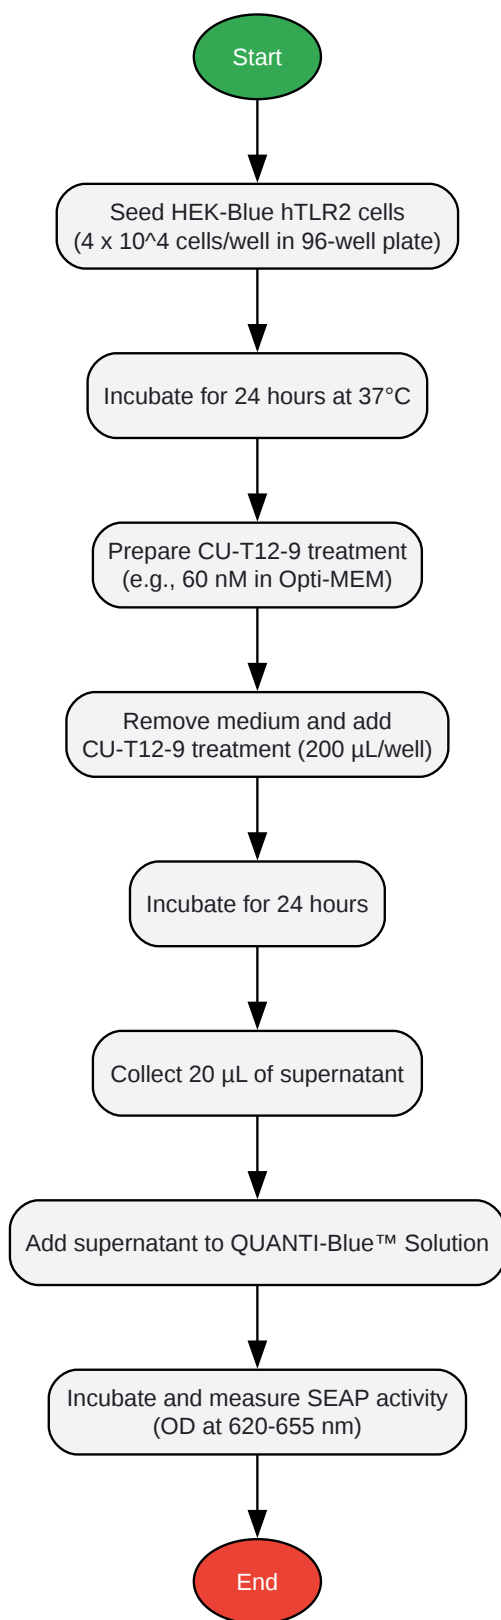 Start
Seed HEK-Blue hTLR2 cells
(4 x 10^4 cells/well in 96-well plate)
Incubate for 24 hours at 37°C
Prepare CU-T12-9 treatment
(e.g., 60 nM in Opti-MEM)
Remove medium and add
CU-T12-9 treatment (200 µL/well)
Incubate for 24 hours
Collect 20 µL of supernatant
Add supernatant to QUANTI-Blue™ Solution
Incubate and measure SEAP activity
(OD at 620-655 nm)
End